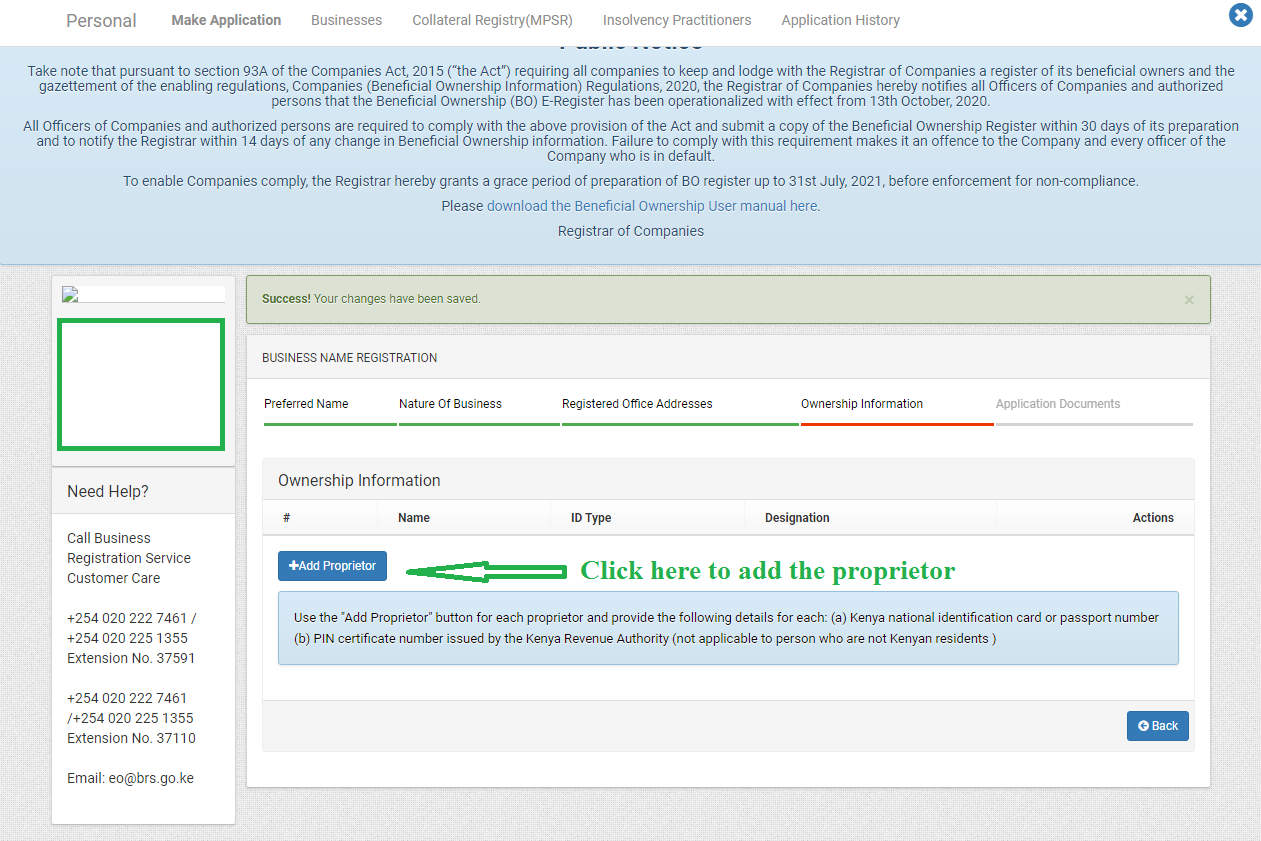 Personal Make Application Businesses Collateral Registry(MPSR) Insolvency Practitioners Application History
Public Notice
Take note that pursuant to section 93A of the Companies Act, 2015 (“the Act”) requiring all companies to keep and lodge with the Registrar of Companies a register of its beneficial owners and the
gazettement of the enabling regulations, Companies (Beneficial Ownership Information) Regulations, 2020, the Registrar of Companies hereby notifies all Officers of Companies and authorized
persons that the Beneficial Ownership (BO) E-Register has been operationalized with effect from 13th October, 2020.
All Officers of Companies and authorized persons are required to comply with the above provision of the Act and submit a copy of the Beneficial Ownership Register within 30 days of its preparation
and to notify the Registrar within 14 days of any change in Beneficial Ownership information. Failure to comply with this requirement makes it an offence to the Company and every officer of the
Company who is in default.
To enable Companies comply, the Registrar hereby grants a grace period of preparation of BO register up to 31st July, 2021, before enforcement for non-compliance.
Please download the Beneficial Ownership User manual here.
Registrar of Companies
Success! Your changes have been saved.
×
BUSINESS NAME REGISTRATION
Preferred Name Nature Of Business Registered Office Addresses Ownership Information Application Documents
Ownership Information
# Name ID Type Designation Actions
+Add Proprietor
Click here to add the proprietor
Use the "Add Proprietor" button for each proprietor and provide the following details for each: (a) Kenya national identification card or passport number
(b) PIN certificate number issued by the Kenya Revenue Authority (not applicable to person who are not Kenyan residents )
Back
Need Help?
Call Business
Registration Service
Customer Care
+254 020 222 7461 /
+254 020 225 1355
Extension No. 37591
+254 020 222 7461
/+254 020 225 1355
Extension No. 37110
Email: eo@brs.go.ke